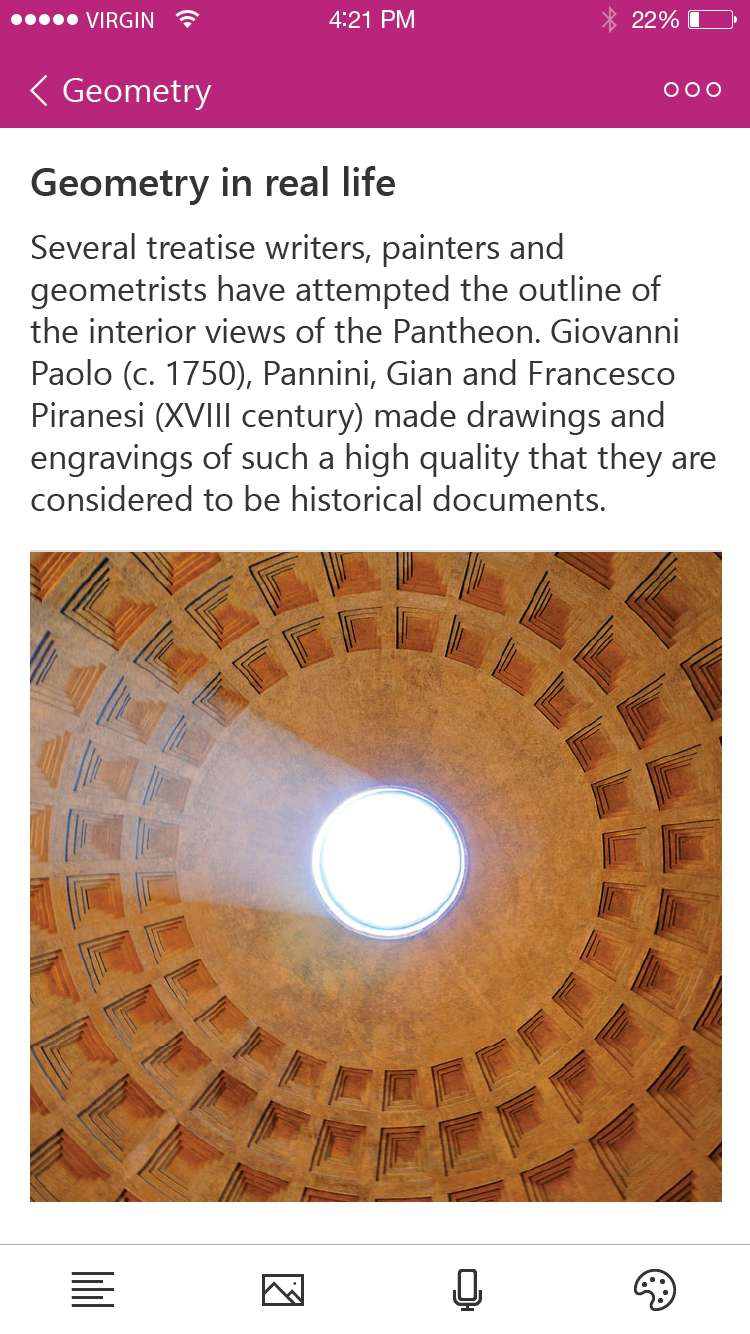 VIRGIN 4:21 PM 22%
Geometry
Geometry in real life
Several treatise writers, painters and
geometrists have attempted the outline of
the interior views of the Pantheon. Giovanni
Paolo (c. 1750), Pannini, Gian and Francesco
Piranesi (XVIII century) made drawings and
engravings of such a high quality that they are
considered to be historical documents.